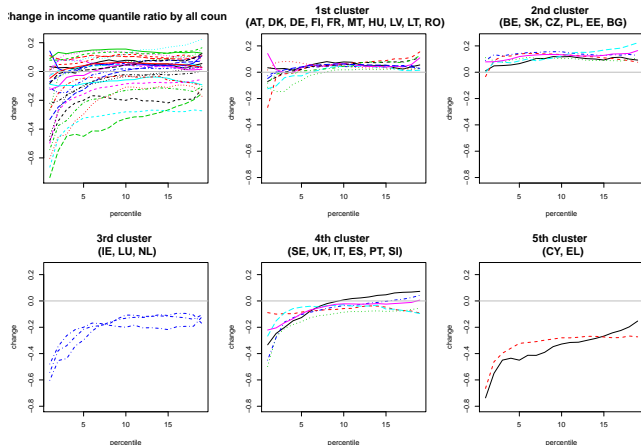 change in income quantile ratio by all coun
1st cluster
(AT, DK, DE, FI, FR, MT, HU, LV, LT, RO)
2nd cluster
(BE, SK, CZ, PL, EE, BG)
change
0.2
0.0
-0.2
-0.4
-0.6
5
10
15
percentile
change
0.2
0.0
-0.2
-0.4
-0.6
-0.8
5
10
15
percentile
change
0.2
0.0
-0.2
-0.4
-0.6
-0.8
5
10
15
percentile
3rd cluster
(IE, LU, NL)
4th cluster
(SE, UK, IT, ES, PT, SI)
5th cluster
(CY, EL)
change
0.2
0.0
-0.2
-0.4
-0.6
-0.8
5
10
15
percentile
change
0.2
0.0
-0.2
-0.4
-0.6
-0.8
5
10
15
percentile
change
0.2
0.0
-0.2
-0.4
-0.6
-0.8
5
10
15
percentile